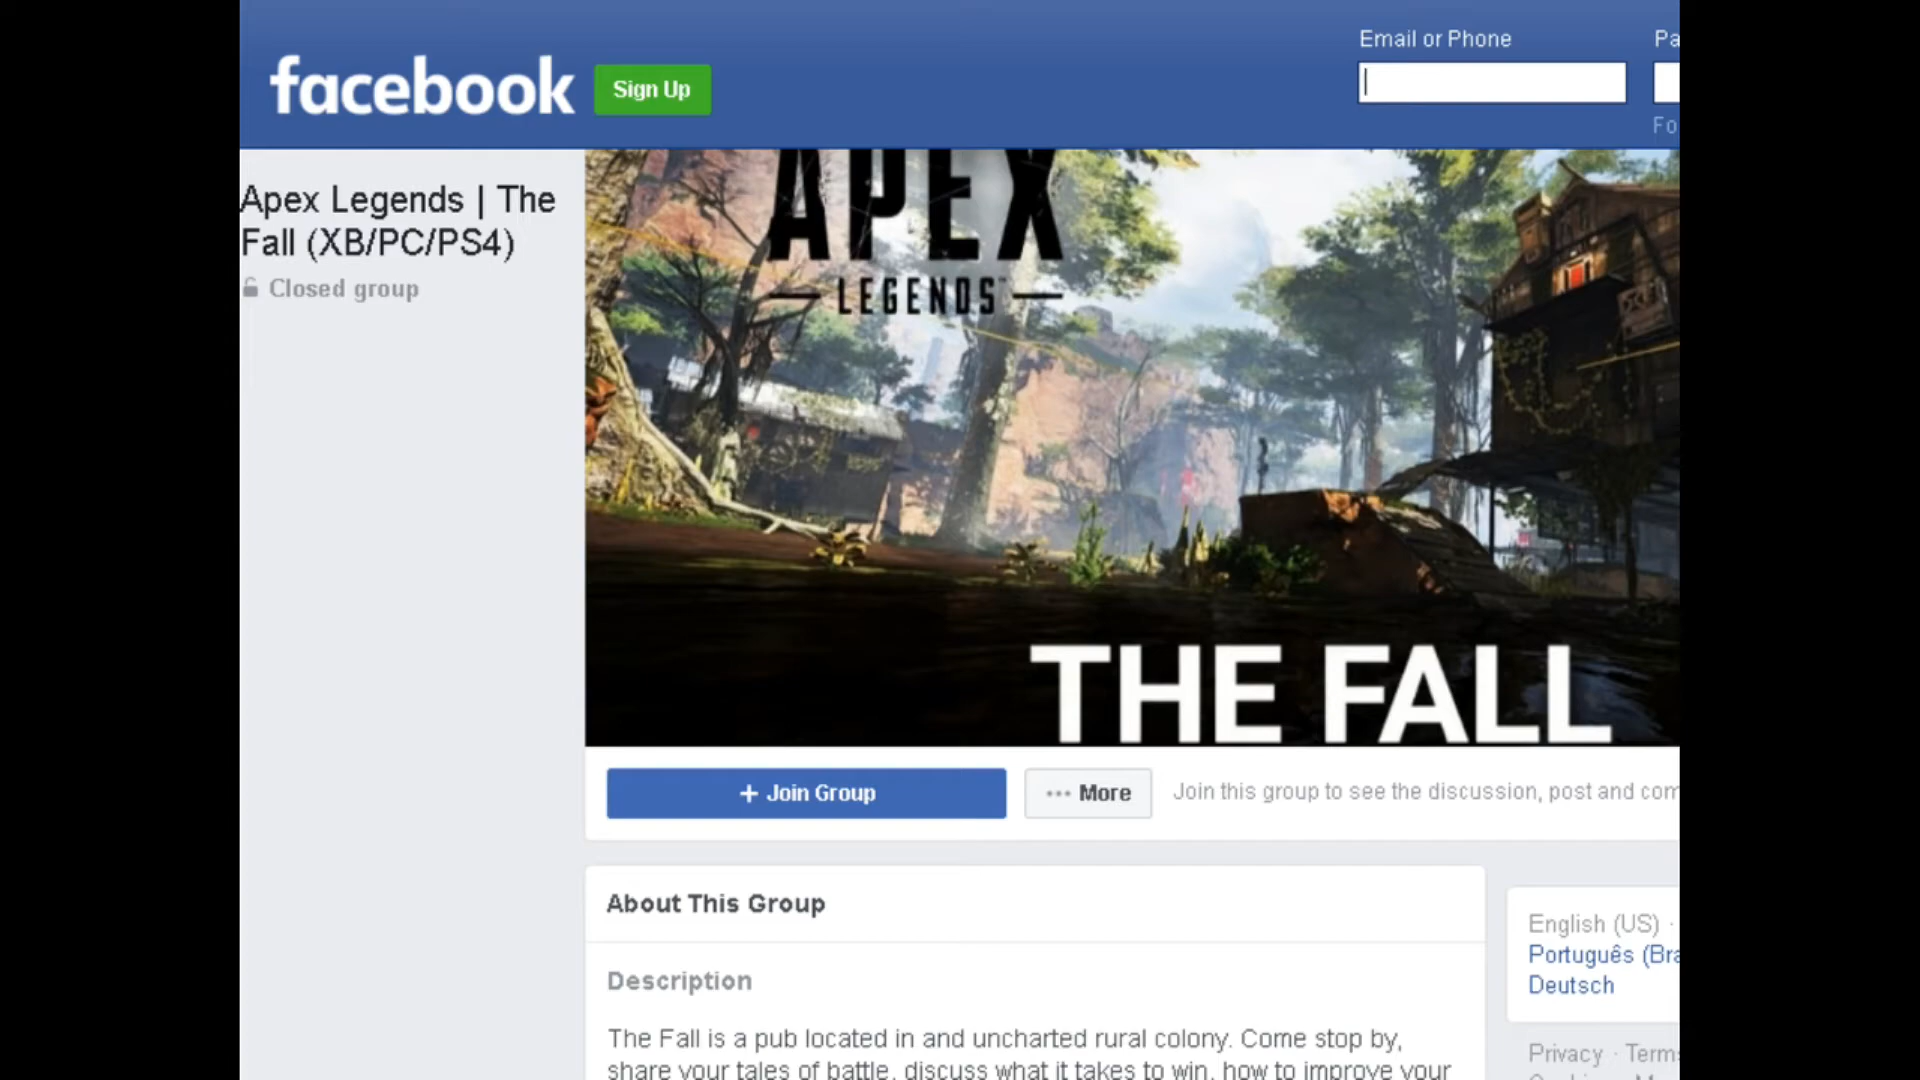 facebook
Sign Up
Email or Phone
Apex Legends | The
Fall (XB/PC/PS4)
Closed group
APEX
LEGENDS
THE FALL
+ Join Group
··· More
Join this group to see the discussion, post and
About This Group
Description
The Fall is a pub located in and uncharted rural colony. Come stop by,
share your tales of battle, discuss what it takes to win, how to improve your
English (US) ·
Português
Deutsch
Privacy ·